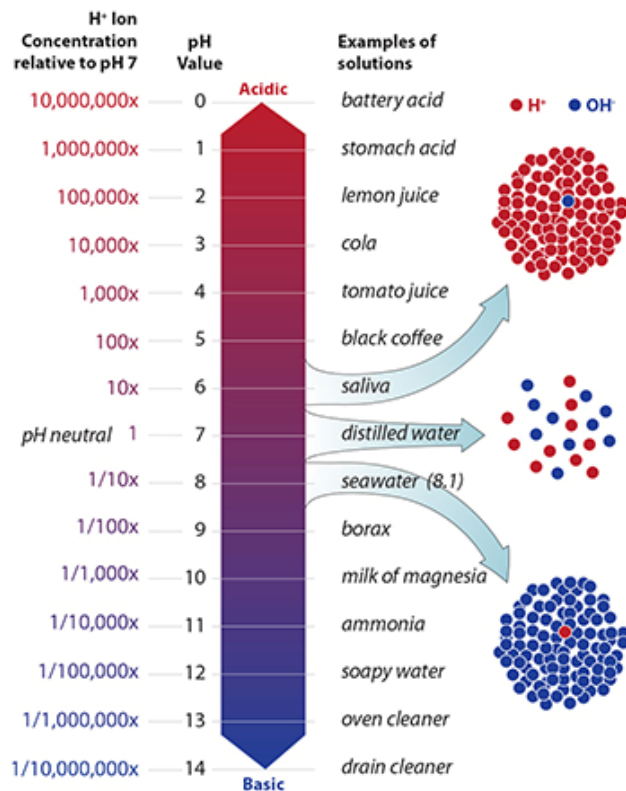 H⁺ Ion
Concentration
relative to pH 7
pH
Value
Examples of
solutions
Acidic
H⁺ OH⁻
10,000,000x 0 battery acid
1,000,000x 1 stomach acid
100,000x 2 lemon juice
10,000x 3 cola
1,000x 4 tomato juice
100x 5 black coffee
10x 6 saliva
pH neutral 1 7 distilled water
1/10x 8 seawater (8,1)
1/100x 9 borax
1/1,000x 10 milk of magnesia
1/10,000x 11 ammonia
1/100,000x 12 soapy water
1/1,000,000x 13 oven cleaner
1/10,000,000x 14 drain cleaner
Basic